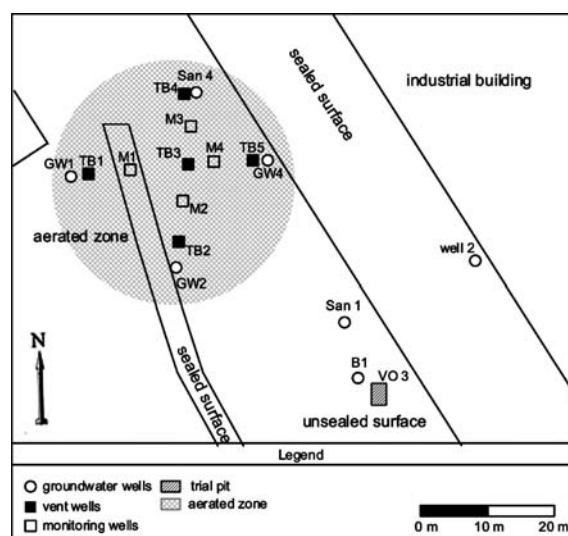 San 4
TB4
M3
sealed surface
industrial building
TB3
M4
TB5
GW1
TB1
M1
GW4
M2
aerated zone
TB2
GW2
well 2
San 1
N
sealed surface
B1
VO 3
unsealed surface
Legend
groundwater wells
trial pit
vent wells
aerated zone
monitoring wells
0 m
10 m
20 m